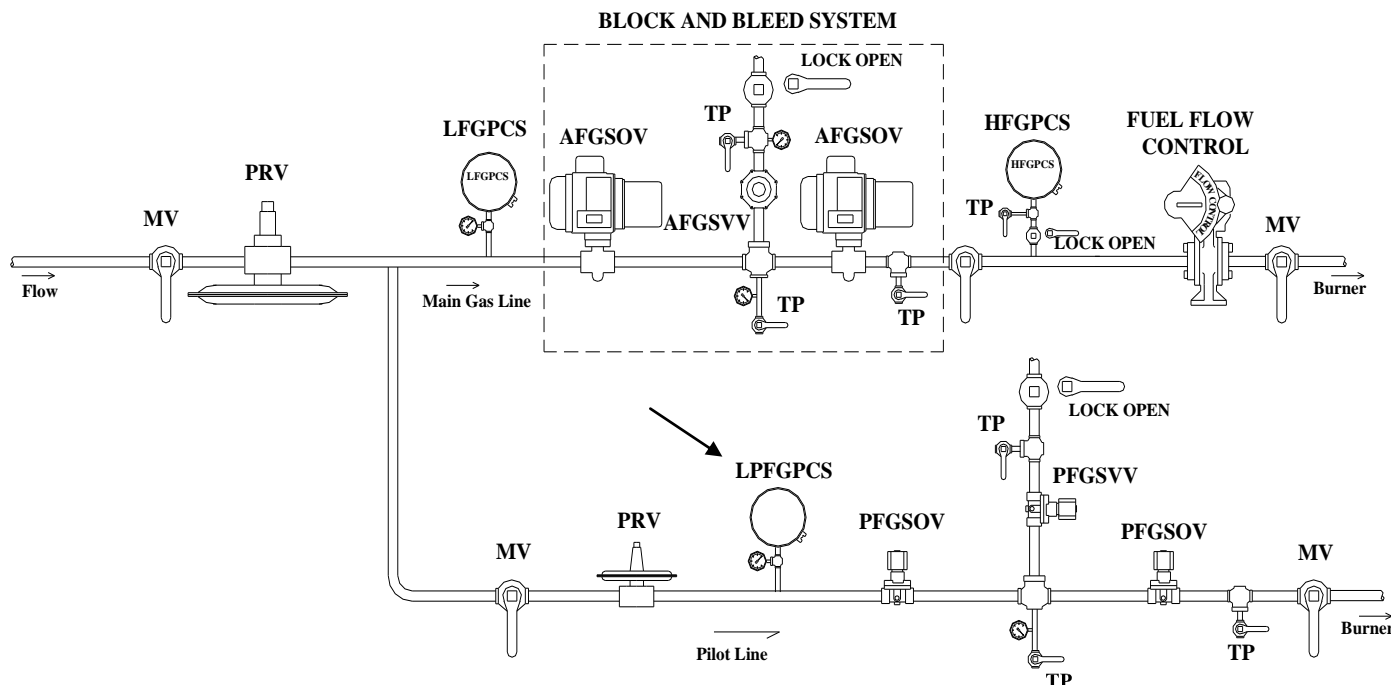 BLOCK AND BLEED SYSTEM
LOCK OPEN
TP
LFGPCS
AFGSOV
AFGSOV
HFGPCS
FUEL FLOW
CONTROL
PRV
LFGPCS
HFGPCS
FLOW CONTROL
MV
AFGSVV
TP
LOCK OPEN
MV
Flow
Main Gas Line
TP
TP
Burner
LOCK OPEN
TP
LPFGPCS
PFGSVV
PRV
PFGSOV
PFGSOV
MV
MV
Burner
Pilot Line
TP
TP